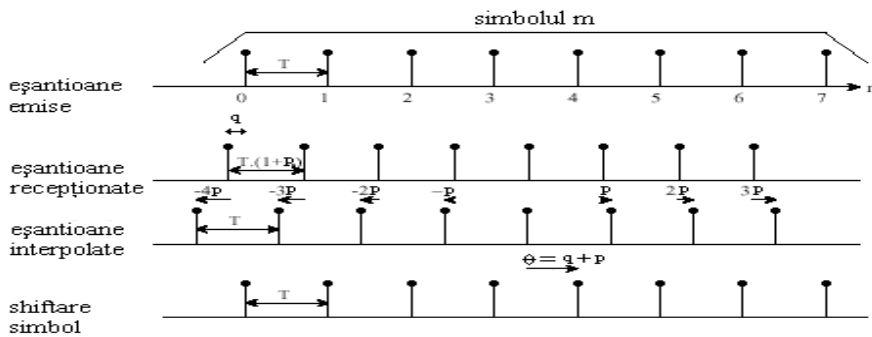 simbolul m
T
eşantioane
emise
0 1 2 3 4 5 6 7 n
q
T.(1+P)
eşantioane
recepţionate
-4P -3P -2P -P P 2P 3P
T
eşantioane
interpolate
θ = q+p
T
shiftare
simbol